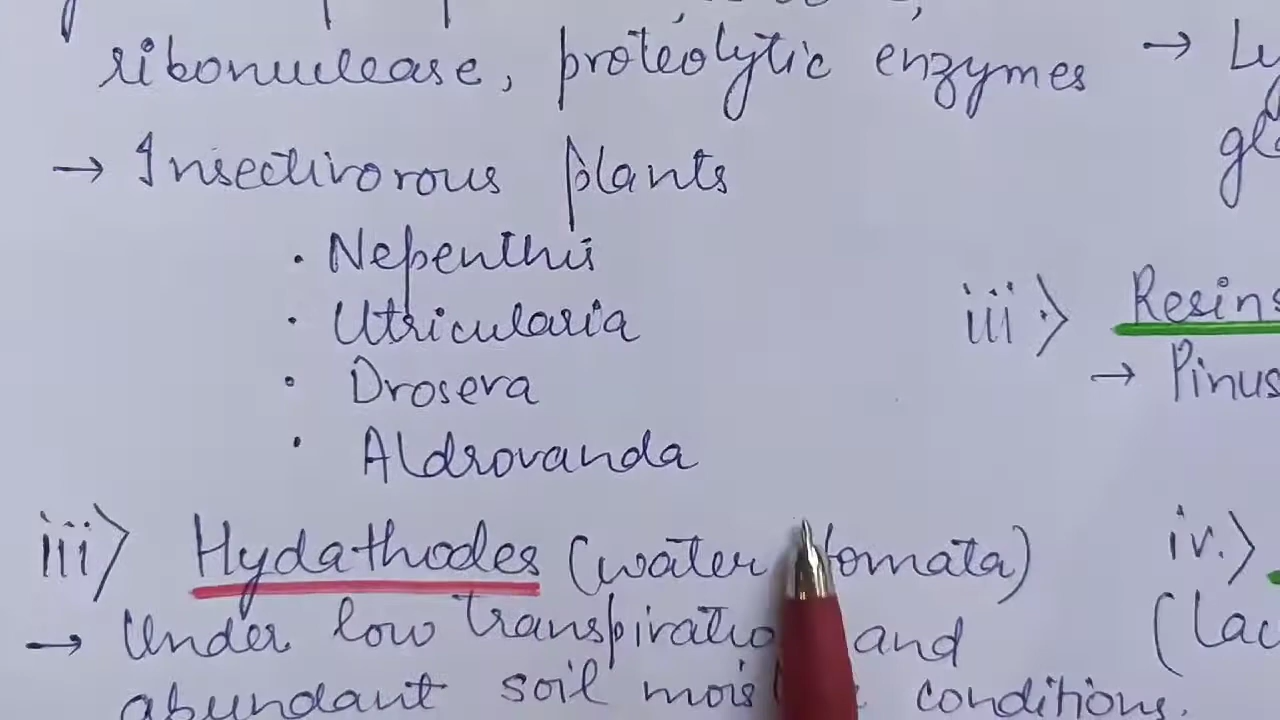 ribonuclease, proteolytic enzymes
→ Insectivorous plants
· Nepenthis
· Utricularia
· Drosera
· Aldrovanda
iii) Hydathodes (water stomata)
→ Under low transpiration and
abundant soil conditions.
→
iii) Resins
→ Pinus
iv.)